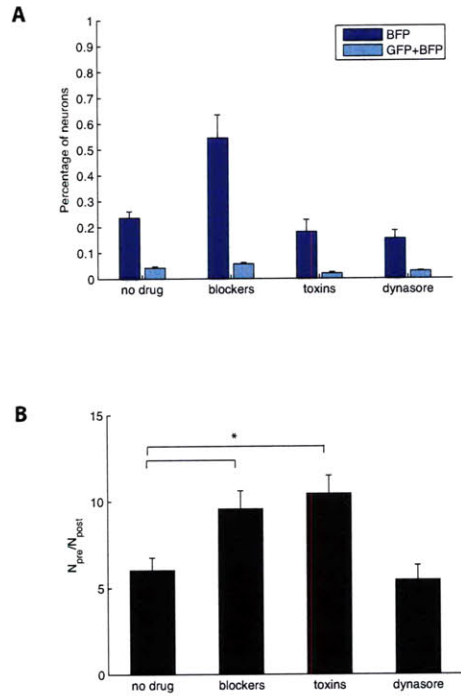 A
1
0.9
0.8
0.7
0.6
0.5
0.4
0.3
0.2
0.1
0
Percentage of neurons
BFP
GFP+BFP
no drug blockers toxins dynasore
B
15
10
5
0
Npre/Npost
*
no drug blockers toxins dynasore